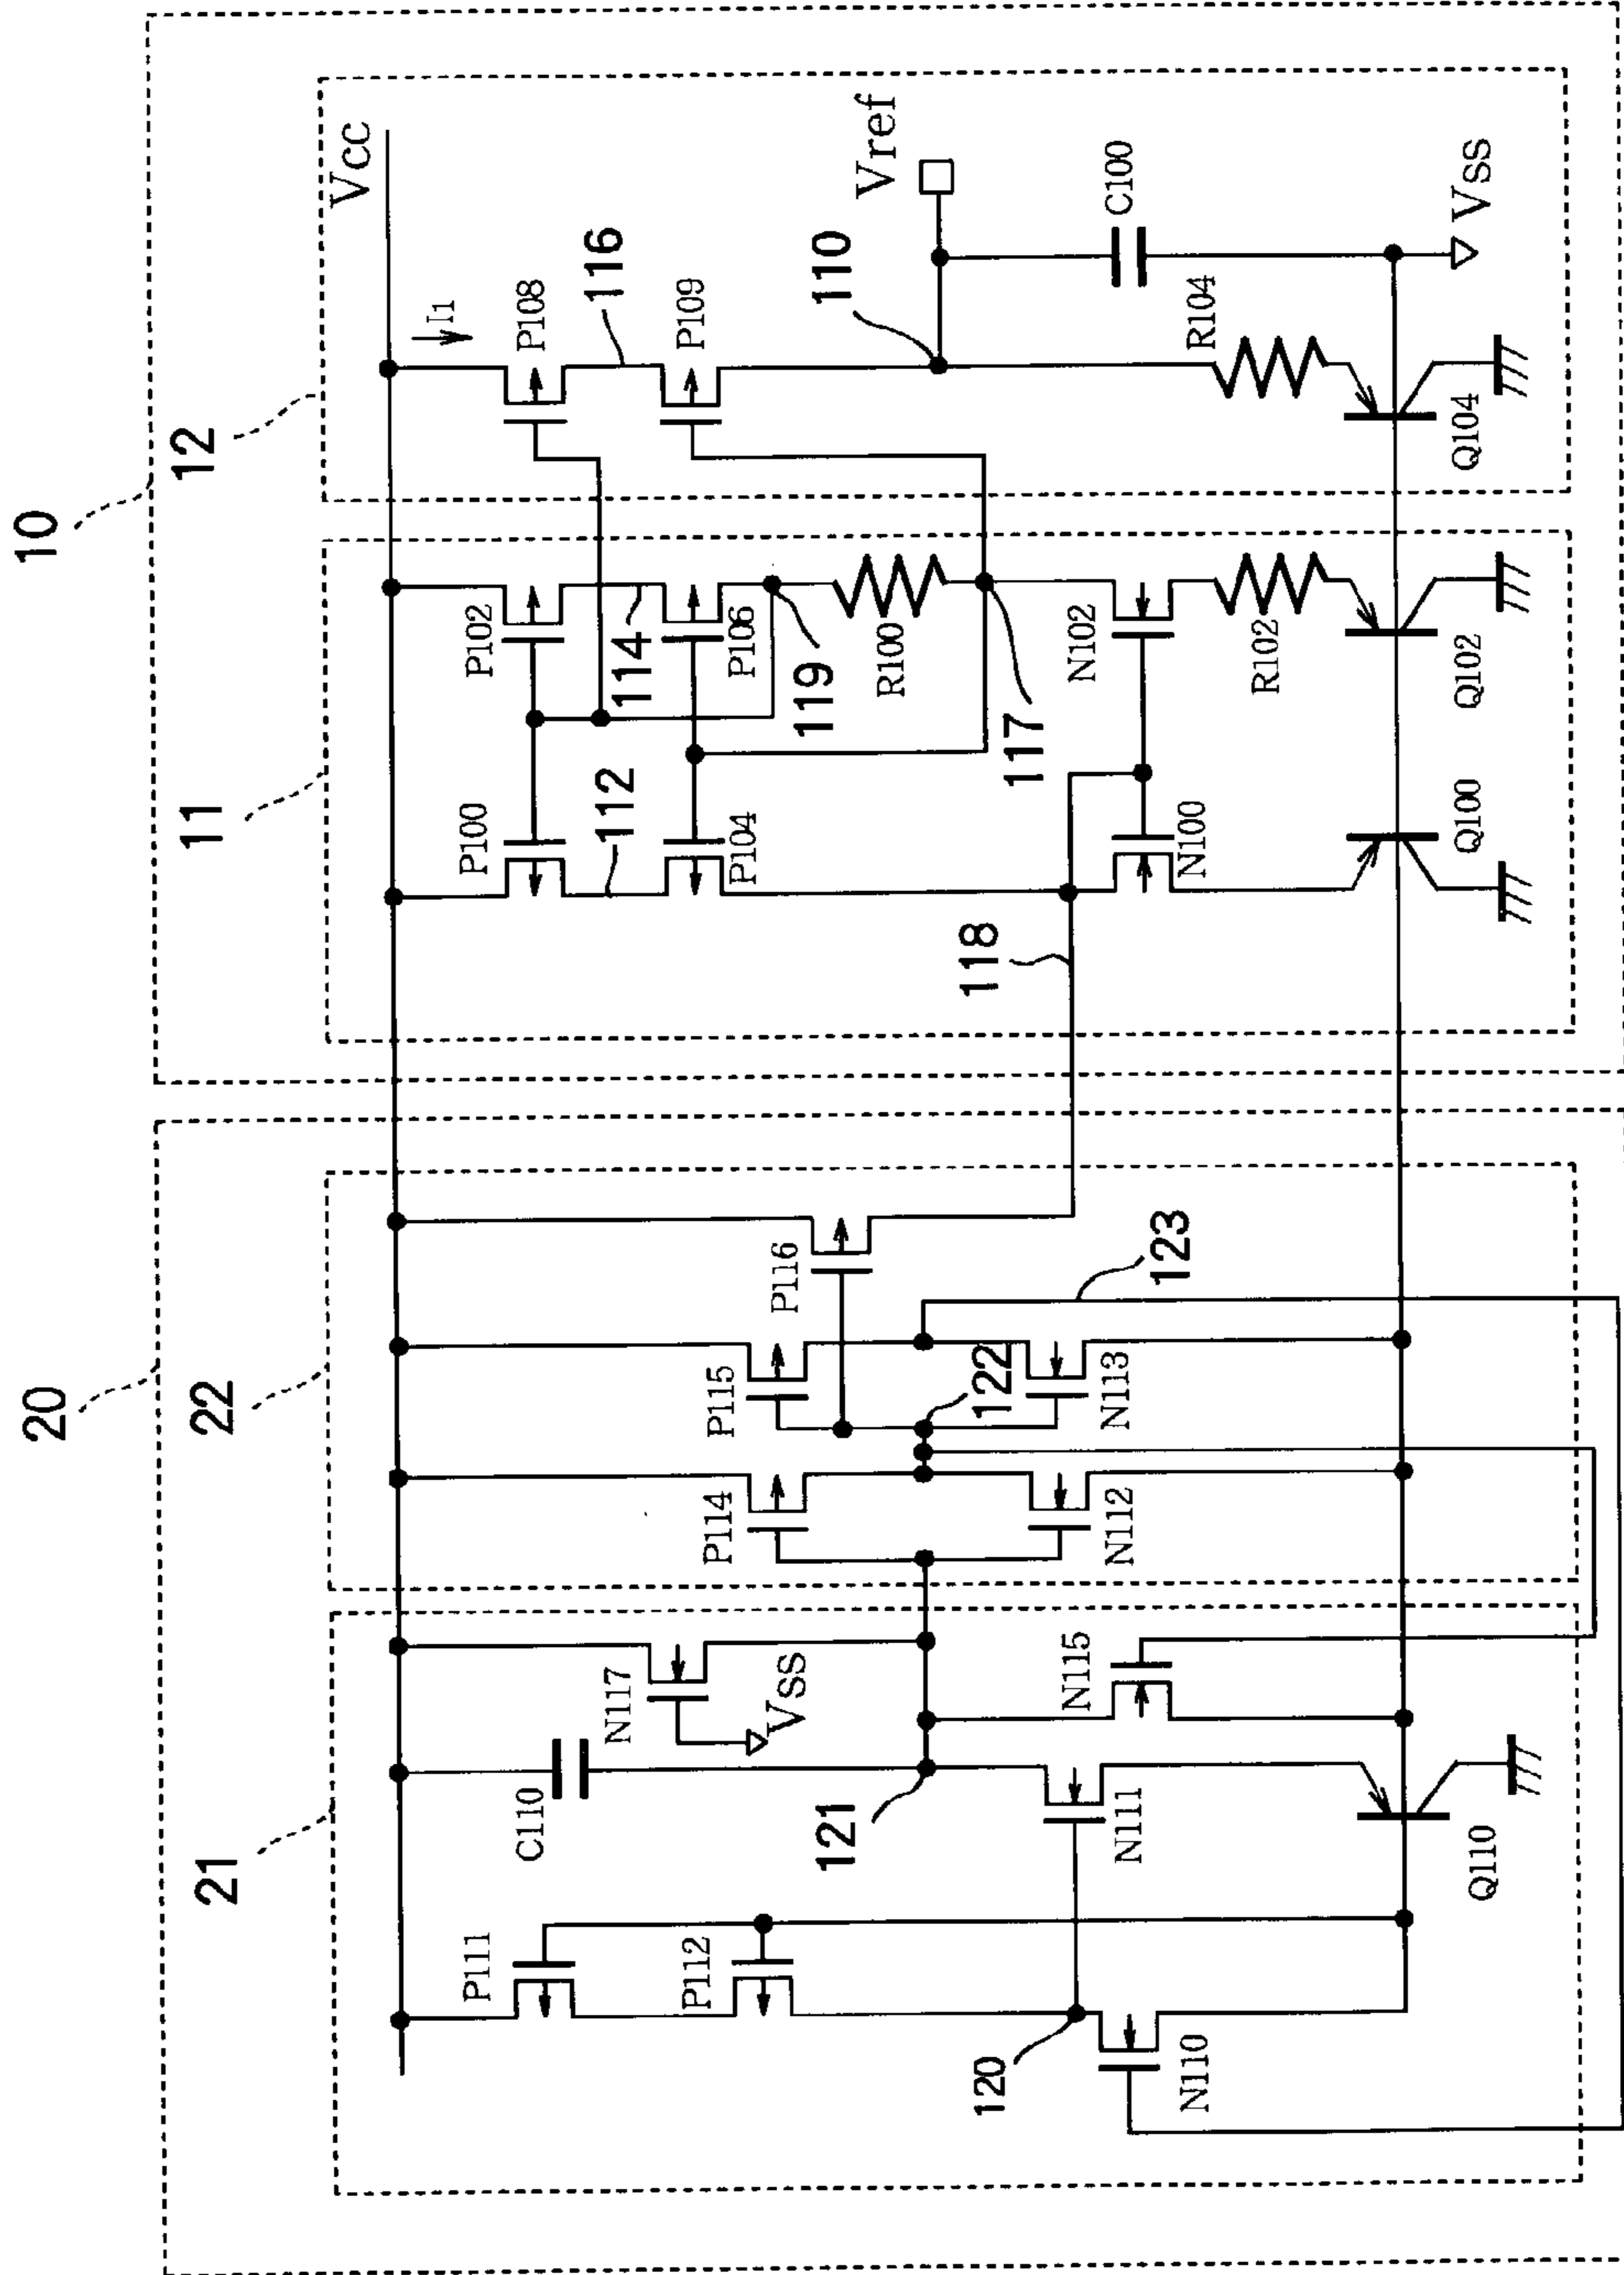 10
12
VCC
I1
P108
116
P109
Vref
110
C100
R104
VSS
Q104
11
P100
P102
112
114
P104
P106
119
R100
117
118
N100
N102
R102
Q100
Q102
20
22
P116
P115
P114
122
123
N113
N112
21
N117
VSS
C110
P111
P112
121
N115
N111
120
N110
Q110